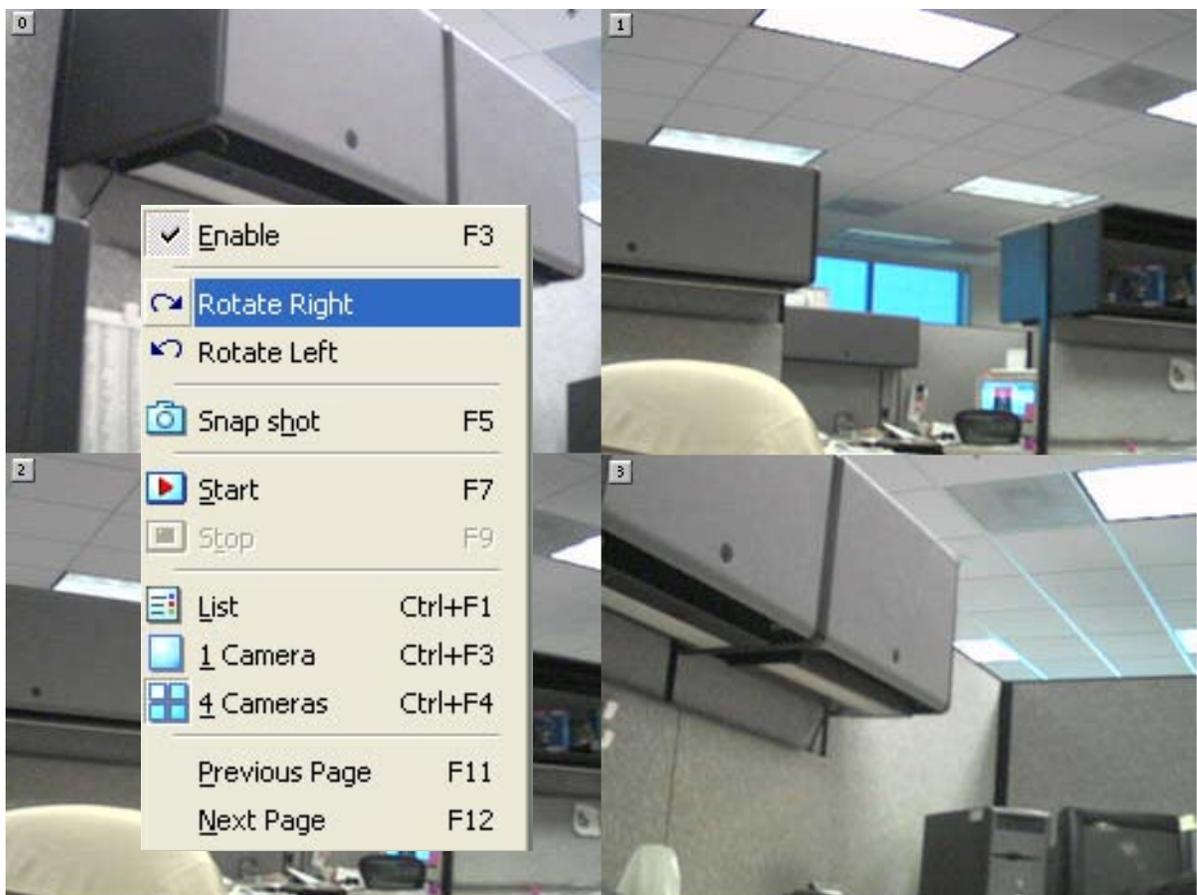 0
1
Enable F3
Rotate Right
Rotate Left
Snap shot F5
Start F7
Stop F9
List Ctrl+F1
1 Camera Ctrl+F3
4 Cameras Ctrl+F4
Previous Page F11
Next Page F12
2
3